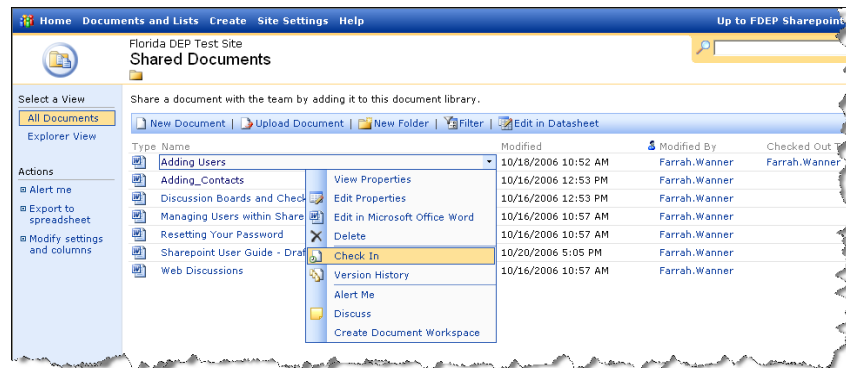 Home Documents and Lists Create Site Settings Help Up to FDEP Sharepoint
Florida DEP Test Site
Shared Documents
Select a View
All Documents
Explorer View
Actions
Alert me
Export to
spreadsheet
Modify settings
and columns
Share a document with the team by adding it to this document library.
New Document | Upload Document | New Folder | Filter | Edit in Datasheet
Type Name Modified Modified By Checked Out
Adding Users 10/18/2006 10:52 AM Farrah.Wanner Farrah.Wanner
Adding_Contacts 10/16/2006 12:53 PM Farrah.Wanner
Discussion Boards and Check 10/16/2006 12:53 PM Farrah.Wanner
Managing Users within Share 10/16/2006 10:57 AM Farrah.Wanner
Resetting Your Password 10/16/2006 10:57 AM Farrah.Wanner
Sharepoint User Guide - Draf 10/20/2006 5:05 PM Farrah.Wanner
Web Discussions 10/16/2006 10:57 AM Farrah.Wanner
View Properties
Edit Properties
Edit in Microsoft Office Word
Delete
Check In
Version History
Alert Me
Discuss
Create Document Workspace